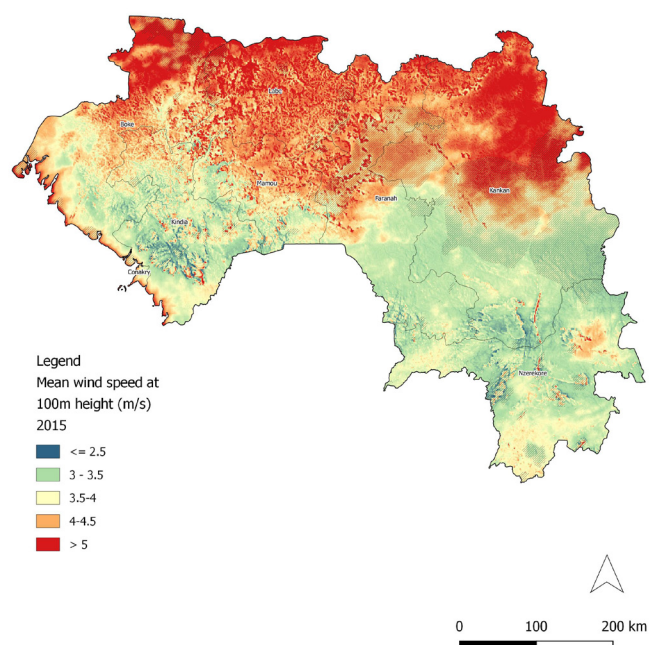 Labe
Boke
Mamou
Kankan
Faranah
Kindia
Conakry
Nzerekore
Legend
Mean wind speed at
100m height (m/s)
2015
<= 2.5
3 - 3.5
3.5-4
4-4.5
> 5
0 100 200 km